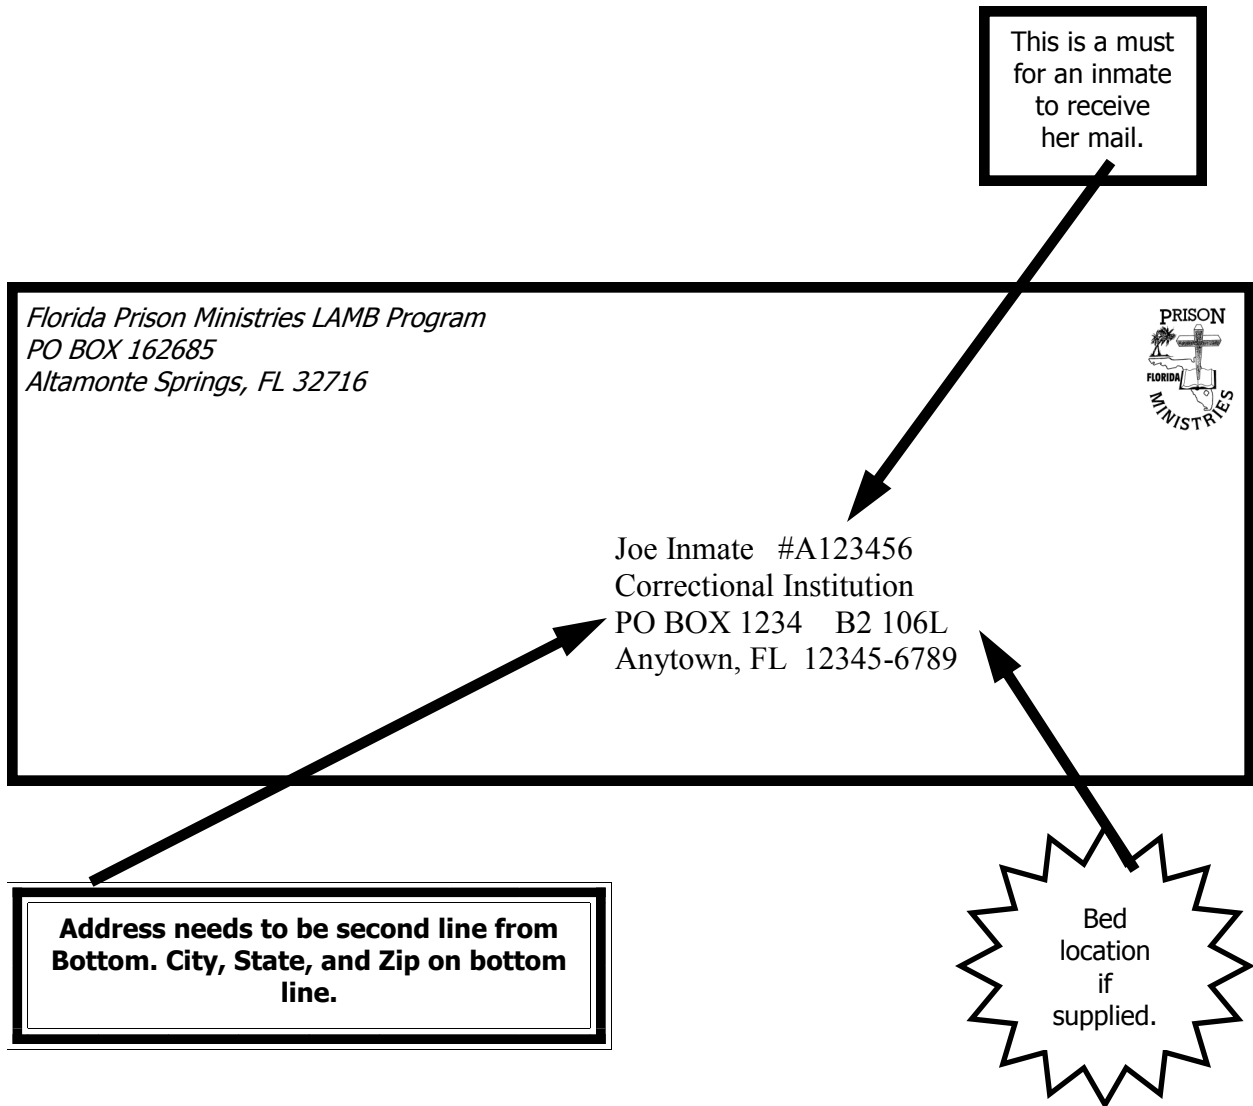 This is a must
for an inmate
to receive
her mail.
Florida Prison Ministries LAMB Program
PO BOX 162685
Altamonte Springs, FL 32716
PRISON
FLORIDA
MINISTRIES
Joe Inmate #A123456
Correctional Institution
PO BOX 1234 B2 106L
Anytown, FL 12345-6789
Address needs to be second line from
Bottom. City, State, and Zip on bottom
line.
Bed
location
if
supplied.